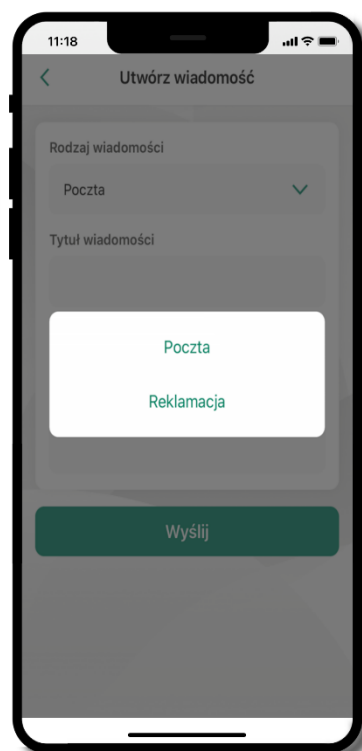 11:18
Utwórz wiadomość
Rodzaj wiadomości
Poczta
Tytuł wiadomości
Poczta
Reklamacja
Wyślij